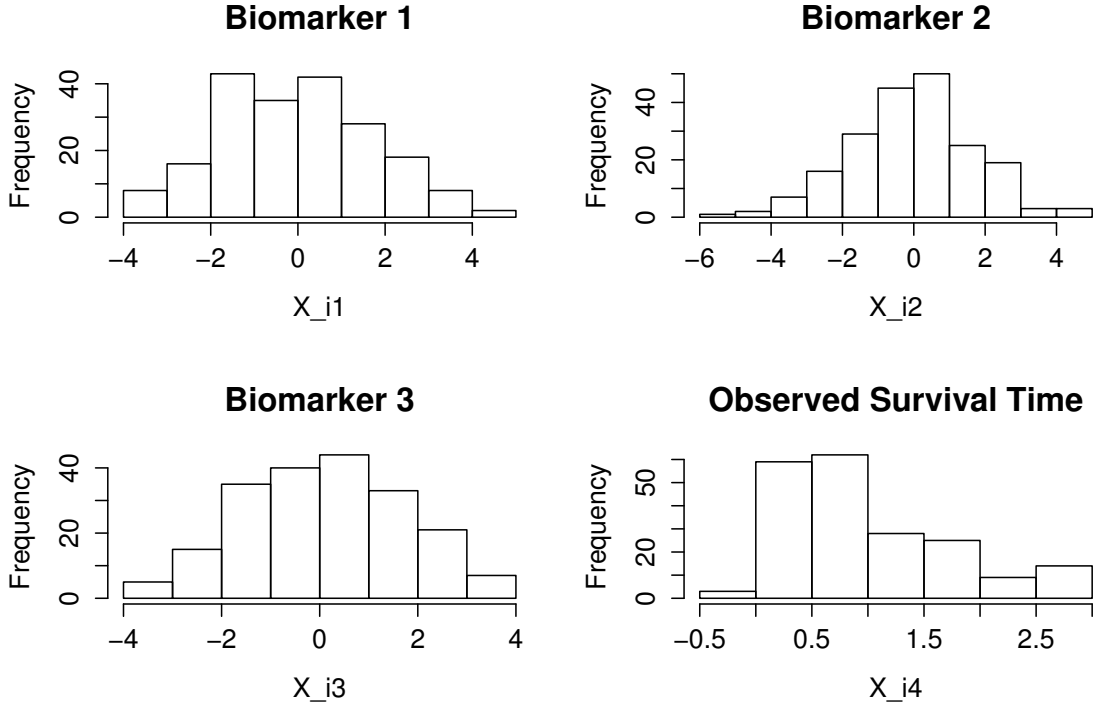 Biomarker 1
Frequency
0 20 40
−4 −2 0 2 4
X_i1
Biomarker 2
Frequency
0 20 40
−6 −4 −2 0 2 4
X_i2
Biomarker 3
Frequency
0 20 40
−4 −2 0 2 4
X_i3
Observed Survival Time
Frequency
0 20 50
−0.5 0.5 1.5 2.5
X_i4